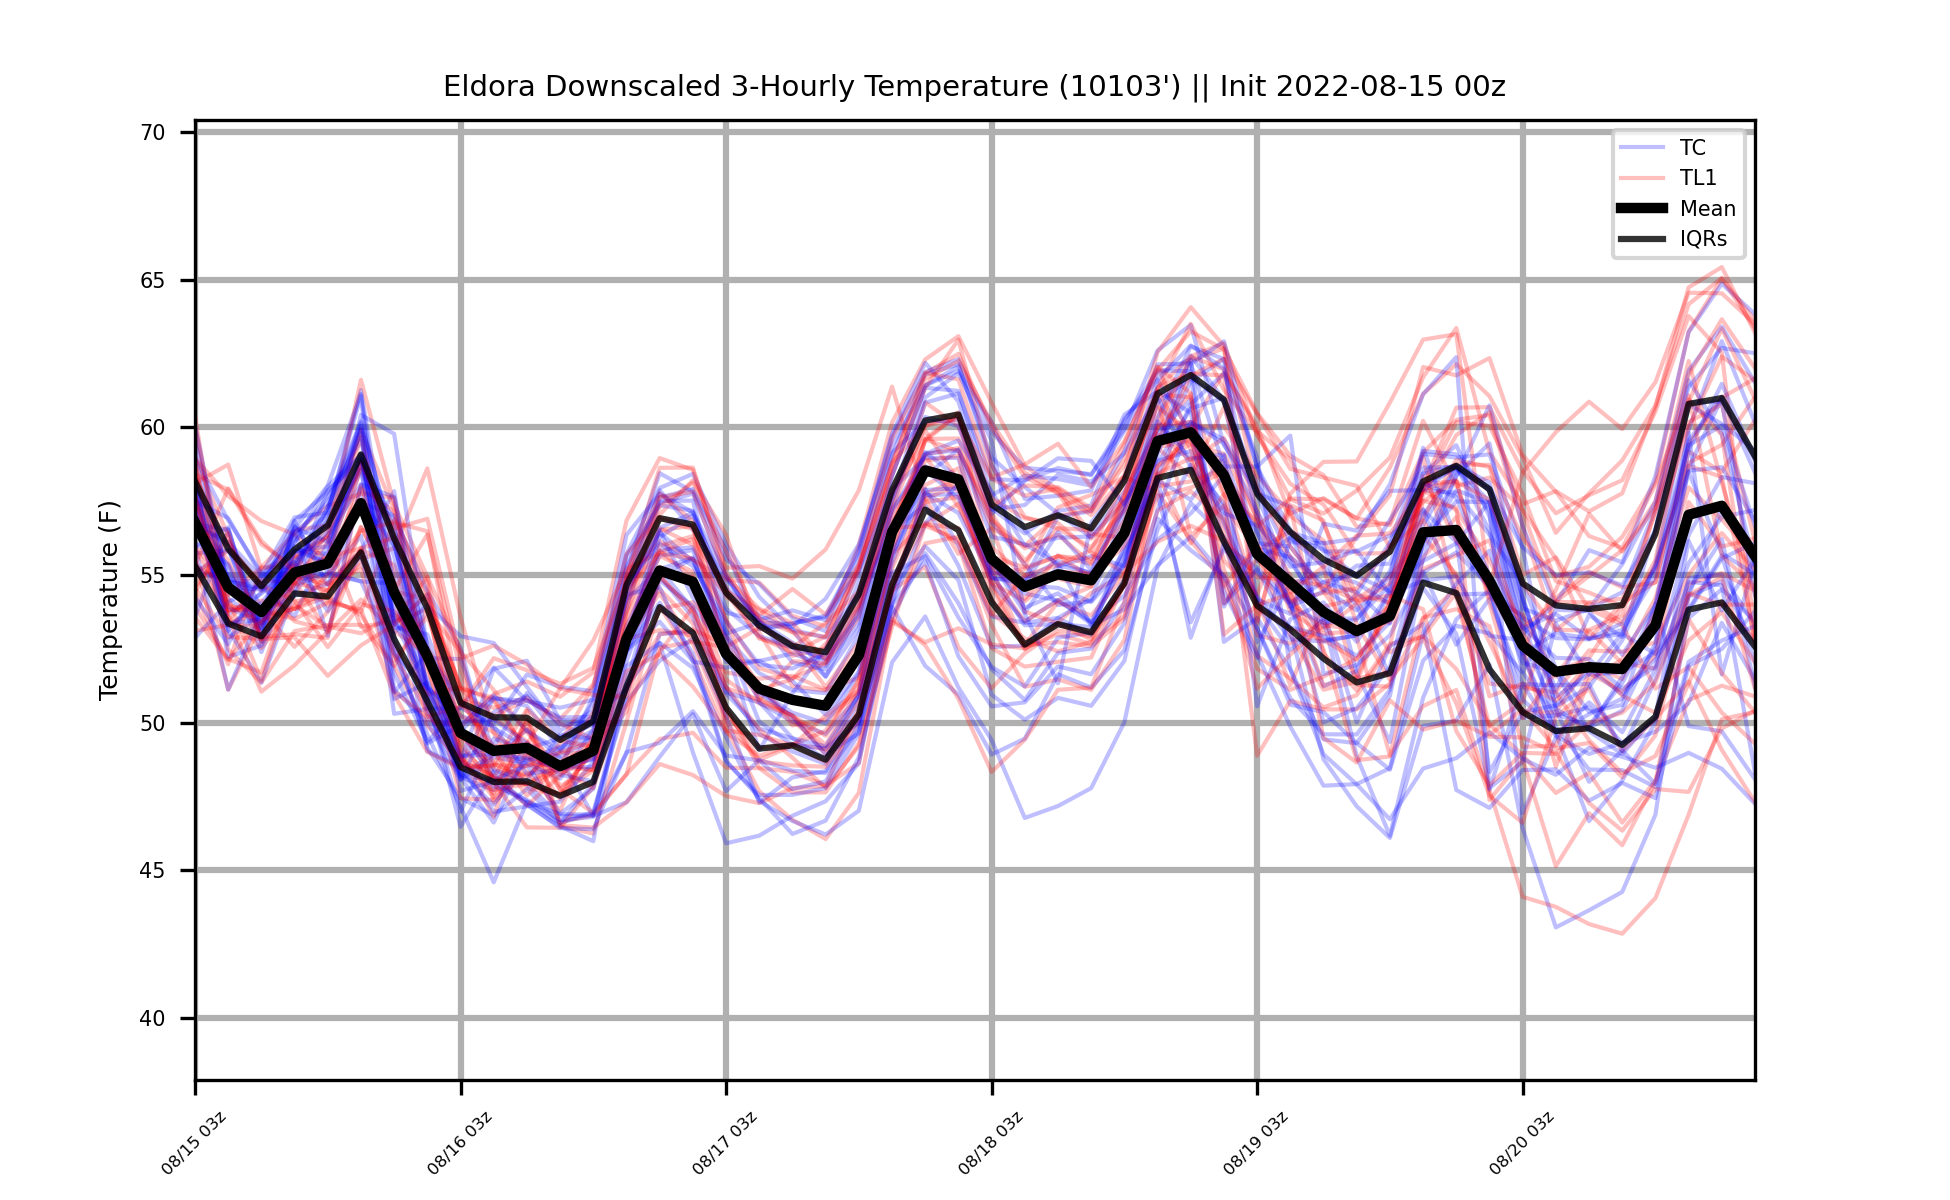 Eldora Downscaled 3-Hourly Temperature (10103') || Init 2022-08-15 00z
TC
TL1
Mean
IQRs
Temperature (F)
70
65
60
55
50
45
40
08/15 03z
08/16 03z
08/17 03z
08/18 03z
08/19 03z
08/20 03z